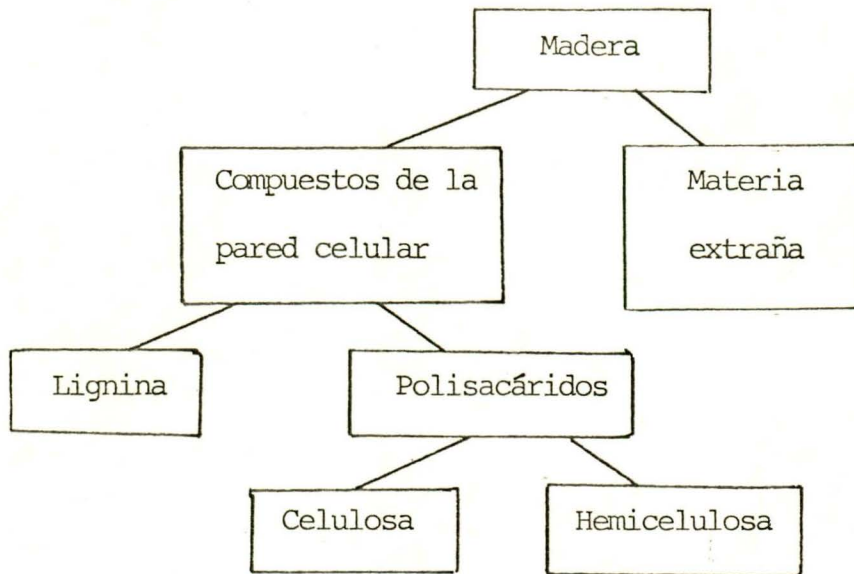 Madera
Compuestos de la
pared celular
Materia
extraña
Lignina
Polisacáridos
Celulosa
Hemicelulosa